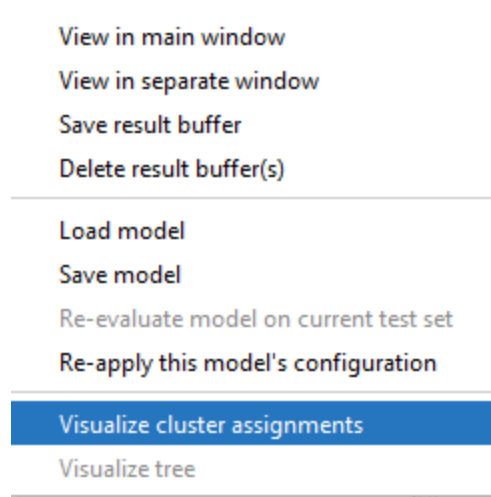 View in main window
View in separate window
Save result buffer
Delete result buffer(s)
Load model
Save model
Re-evaluate model on current test set
Re-apply this model's configuration
Visualize cluster assignments
Visualize tree